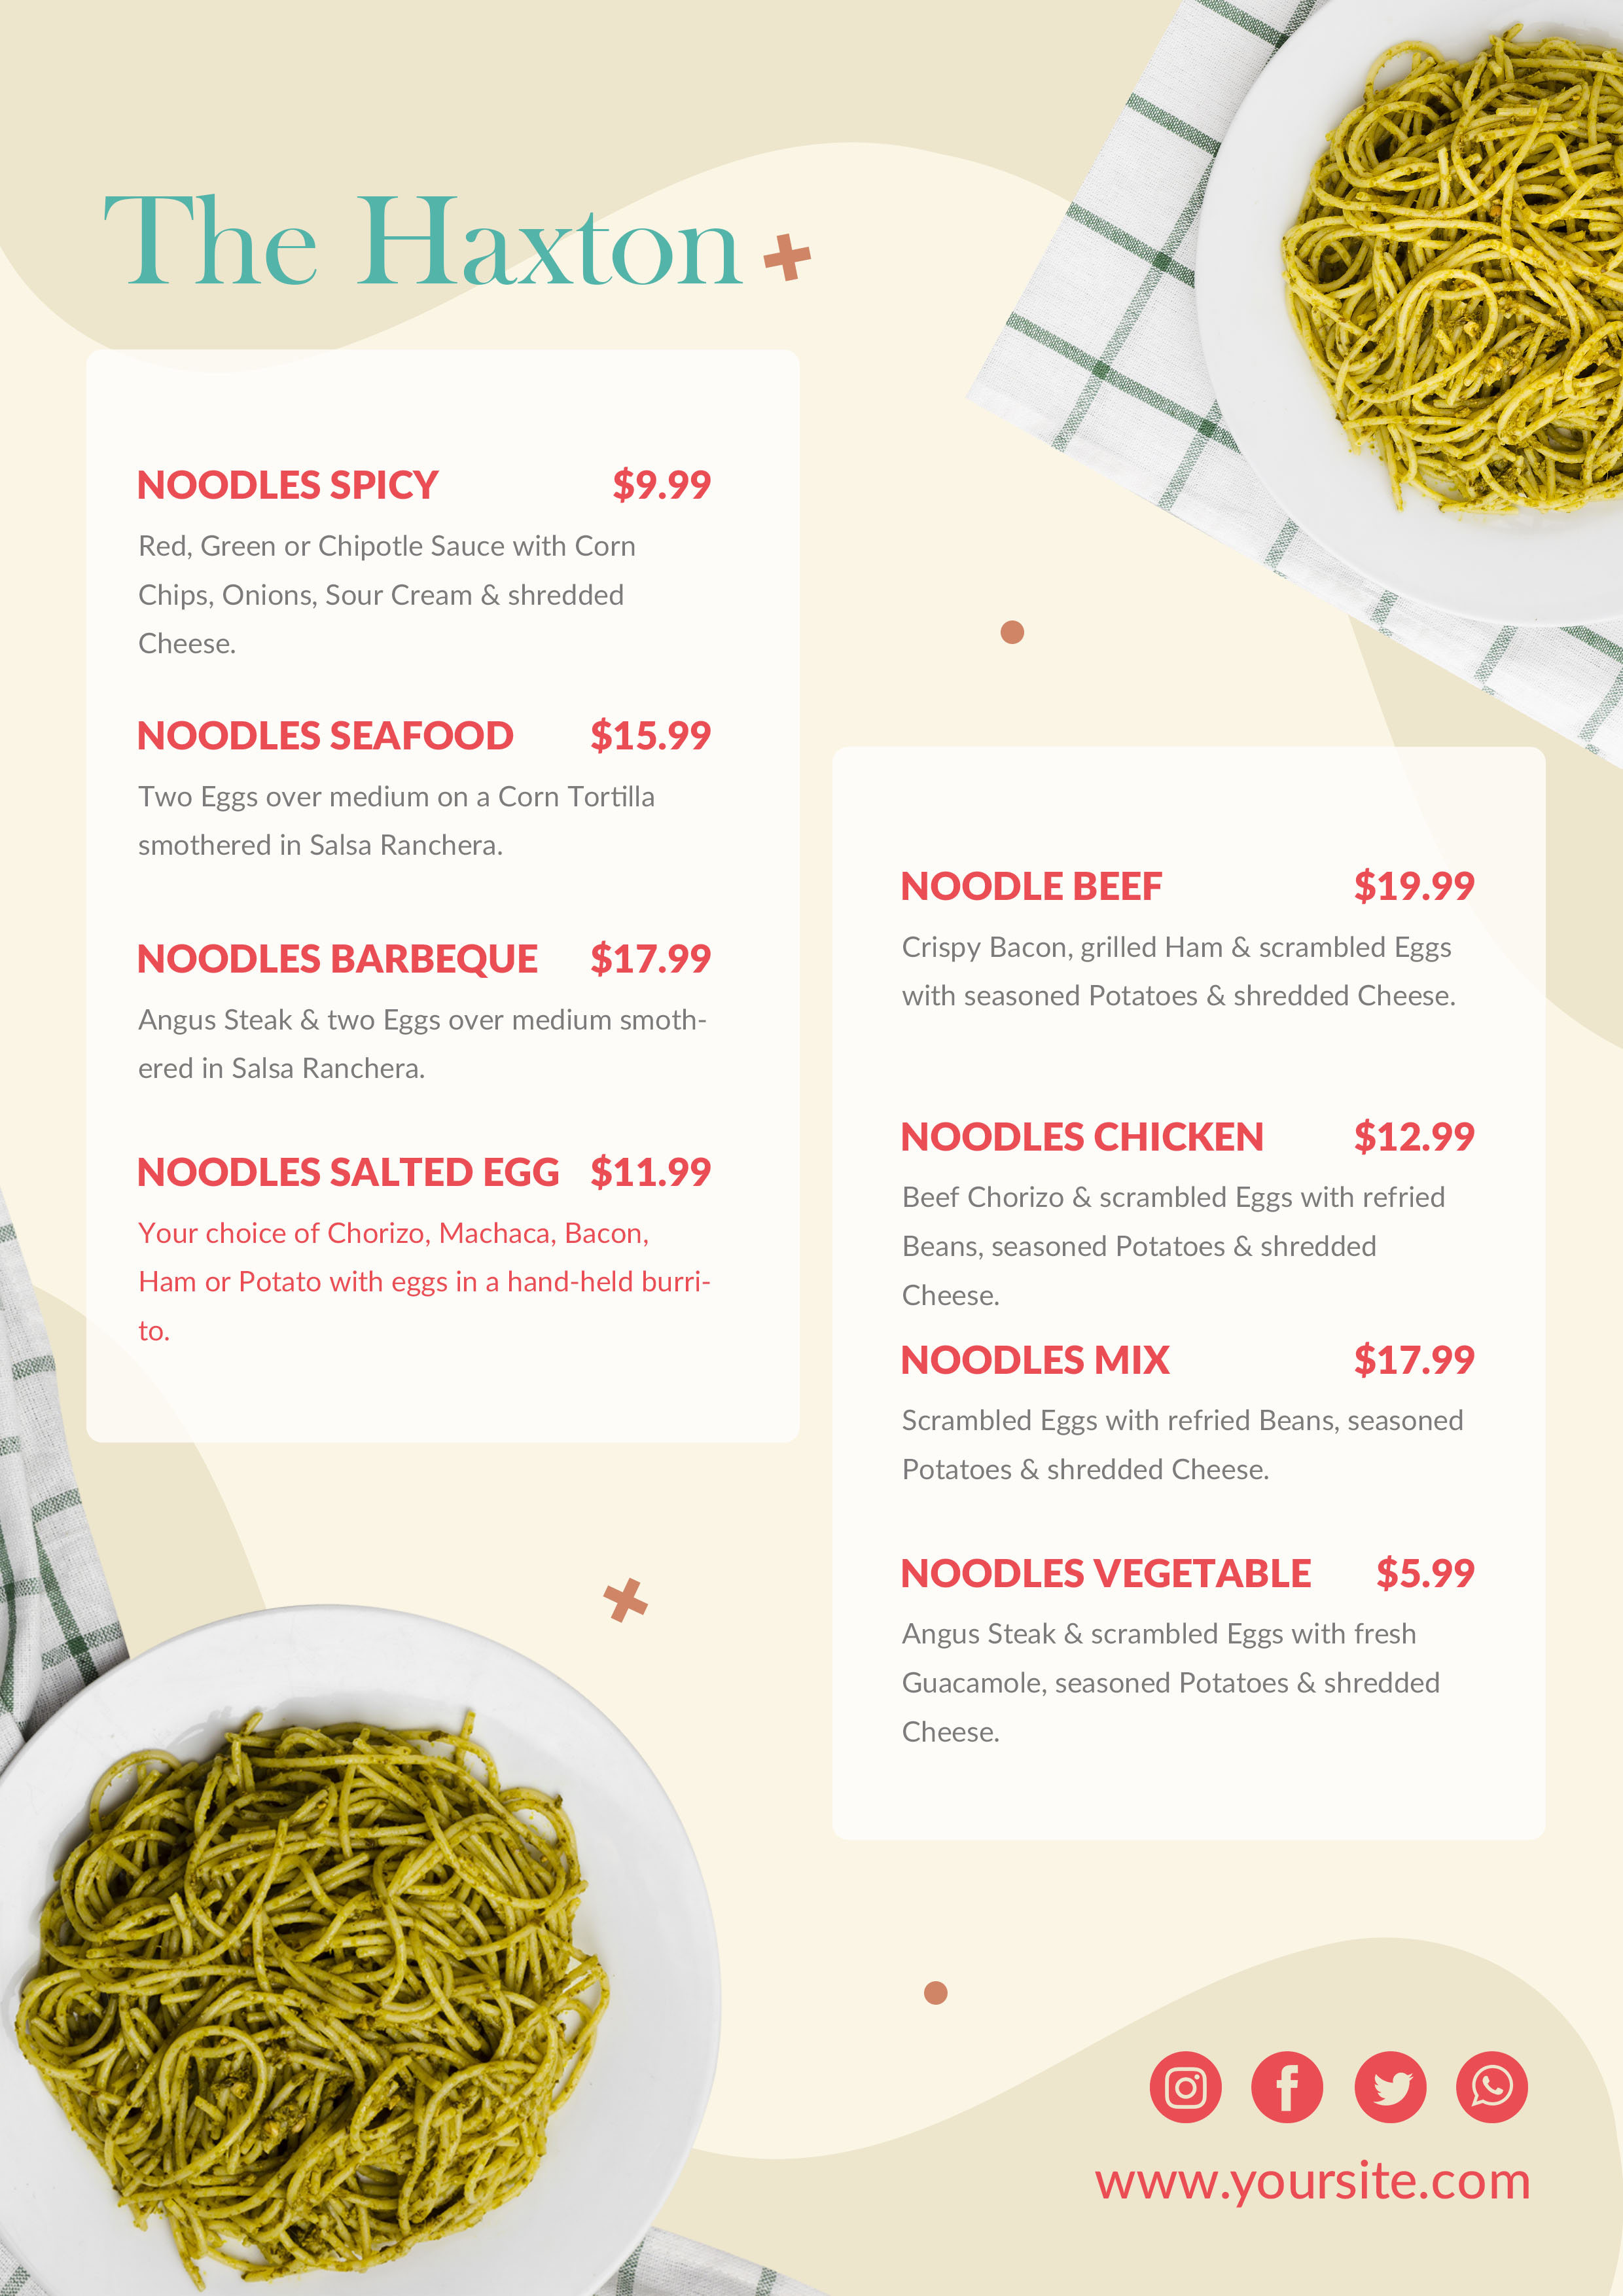 The Haxton
NOODLES SPICY $9.99
Red, Green or Chipotle Sauce with Corn
Chips, Onions, Sour Cream & shredded
Cheese.
NOODLES SEAFOOD $15.99
Two Eggs over medium on a Corn Tortilla
smothered in Salsa Ranchera.
NOODLES BARBEQUE $17.99
Angus Steak & two Eggs over medium smoth-
ered in Salsa Ranchera.
NOODLES SALTED EGG $11.99
Your choice of Chorizo, Machaca, Bacon,
Ham or Potato with eggs in a hand-held burri-
to.
NOODLE BEEF $19.99
Crispy Bacon, grilled Ham & scrambled Eggs
with seasoned Potatoes & shredded Cheese.
NOODLES CHICKEN $12.99
Beef Chorizo & scrambled Eggs with refried
Beans, seasoned Potatoes & shredded
Cheese.
NOODLES MIX $17.99
Scrambled Eggs with refried Beans, seasoned
Potatoes & shredded Cheese.
NOODLES VEGETABLE $5.99
Angus Steak & scrambled Eggs with fresh
Guacamole, seasoned Potatoes & shredded
Cheese.
www.yoursite.com